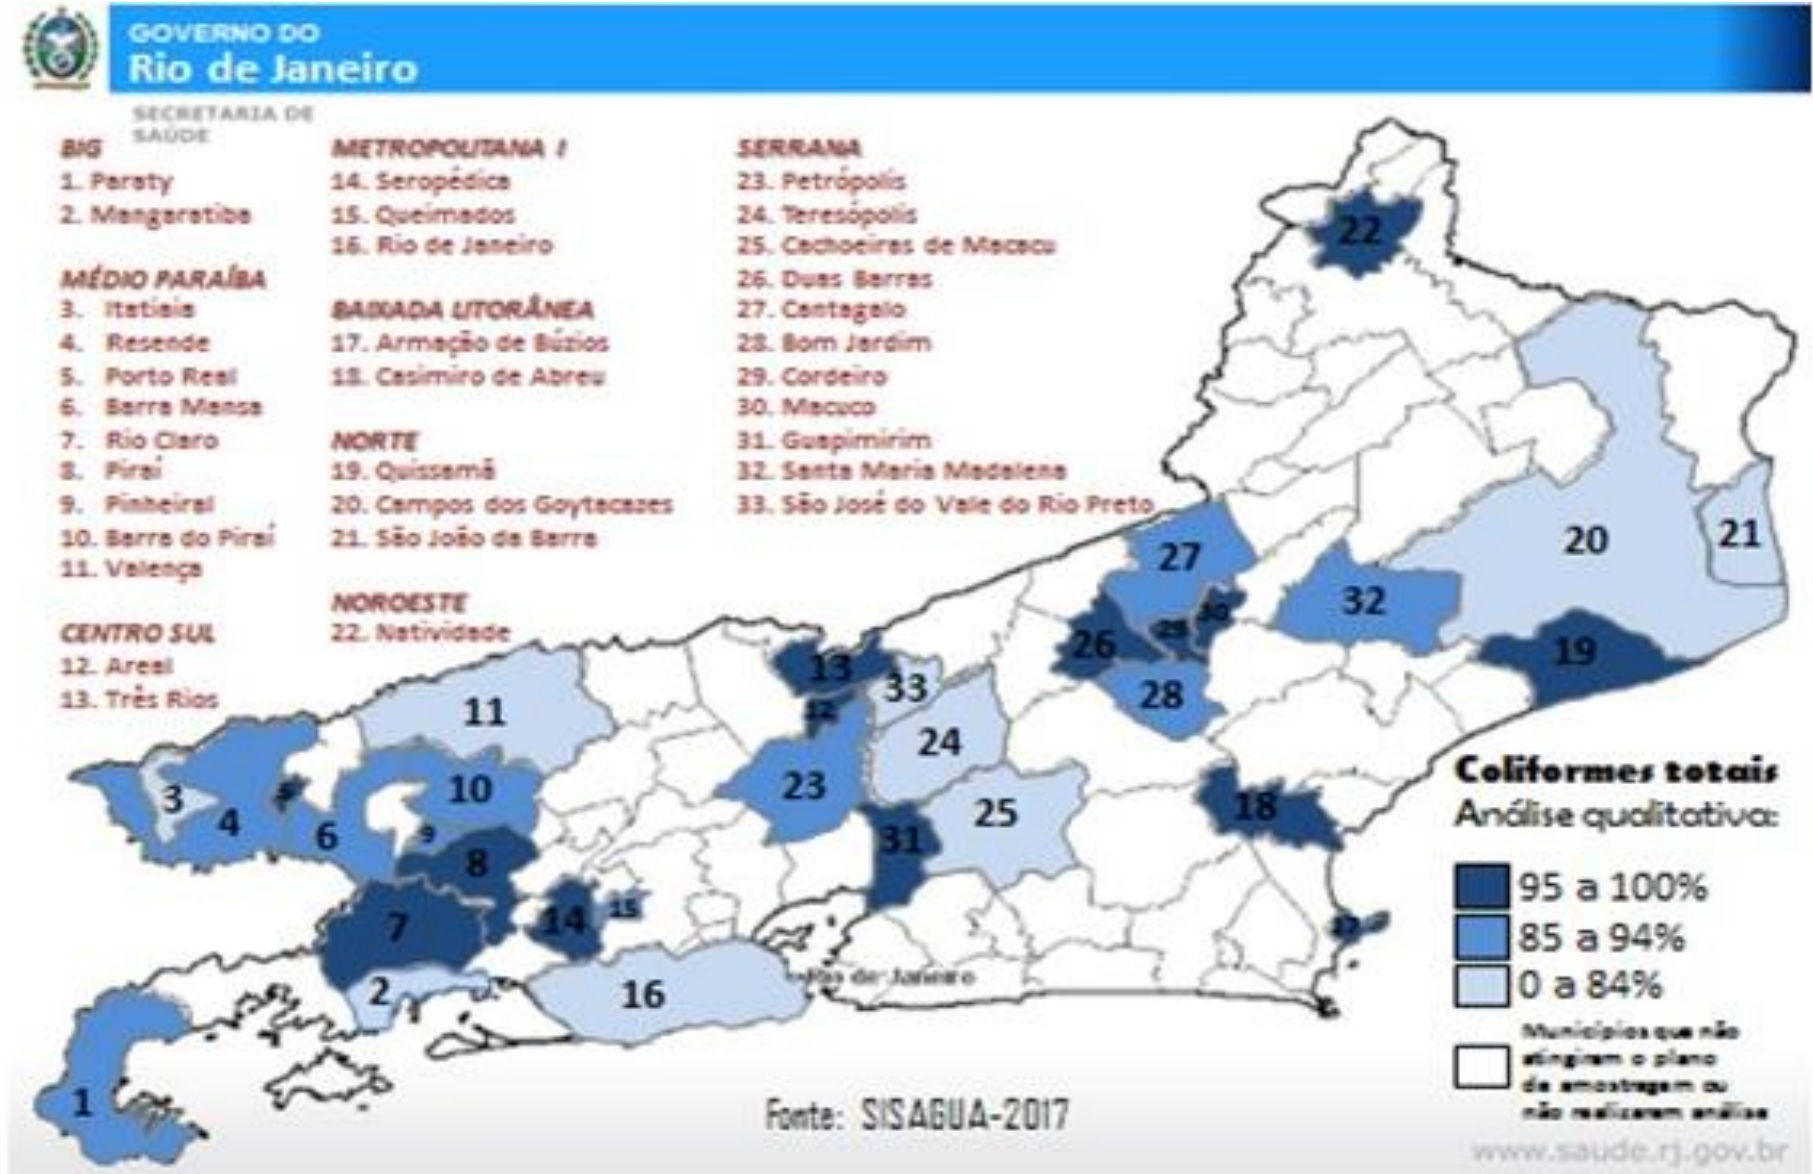 GOVERNO DO
Rio de Janeiro
SECRETARIA DE
SAÚDE
BIG
1. Paraty
2. Mangaratiba
MÉDIO PARAÍBA
3. Itatiaia
4. Resende
5. Porto Real
6. Barra Mansa
7. Rio Claro
8. Piraí
9. Pinheiral
10. Barra do Piraí
11. Valença
CENTRO SUL
12. Areal
13. Três Rios
METROPOLITANA I
14. Seropédica
15. Queimados
16. Rio de Janeiro
BAIXADA LITORÂNEA
17. Armação de Búzios
18. Casimiro de Abreu
NORTE
19. Quissamã
20. Campos dos Goytacazes
21. São João da Barra
NOROESTE
22. Natividade
SERRANA
23. Petrópolis
24. Teresópolis
25. Cachoeiras de Macacu
26. Duas Barras
27. Cantagalo
28. Bom Jardim
29. Cordeiro
30. Macuco
31. Guapimirim
32. Santa Maria Madalena
33. São José do Vale do Rio Preto
22
20
21
27
32
30
29
26
19
28
13
33
12
11
24
23
10
3
5
4
6
9
25
18
31
8
7
14
15
17
2
16
Rio de Janeiro
1
Coliformes totais
Análise qualitativa:
95 a 100%
85 a 94%
0 a 84%
Municípios que não
atingiram o plano
de amostragem ou
não realizaram análise
Fonte: SISAGUA-2017
www.saude.rj.gov.br